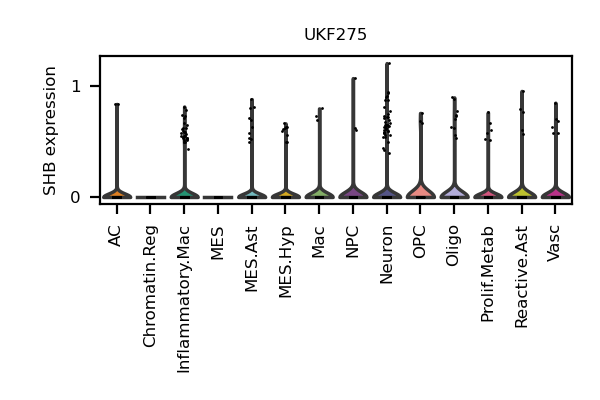 UKF275
SHB expression
1
0
AC
Chromatin.Reg
Inflammatory.Mac
MES
MES.Ast
MES.Hyp
Mac
NPC
Neuron
OPC
Oligo
Prolif.Metab
Reactive.Ast
Vasc